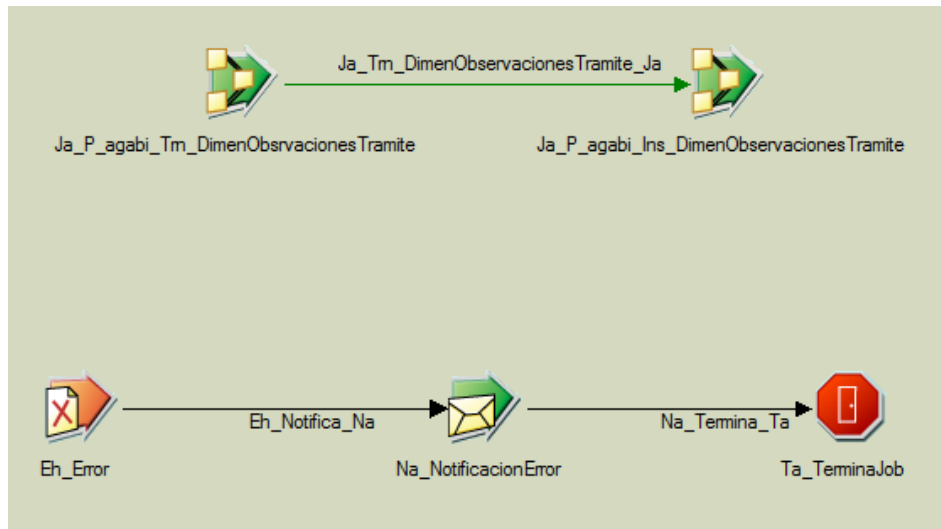 Ja_Trn_DimenObservacionesTramite_Ja
Ja_P_agabi_Trn_DimenObsrvacionesTramite
Ja_P_agabi_Ins_DimenObservacionesTramite
Eh_Notifica_Na
Na_Termina_Ta
Eh_Error
Na_NotificacionError
Ta_TerminaJob